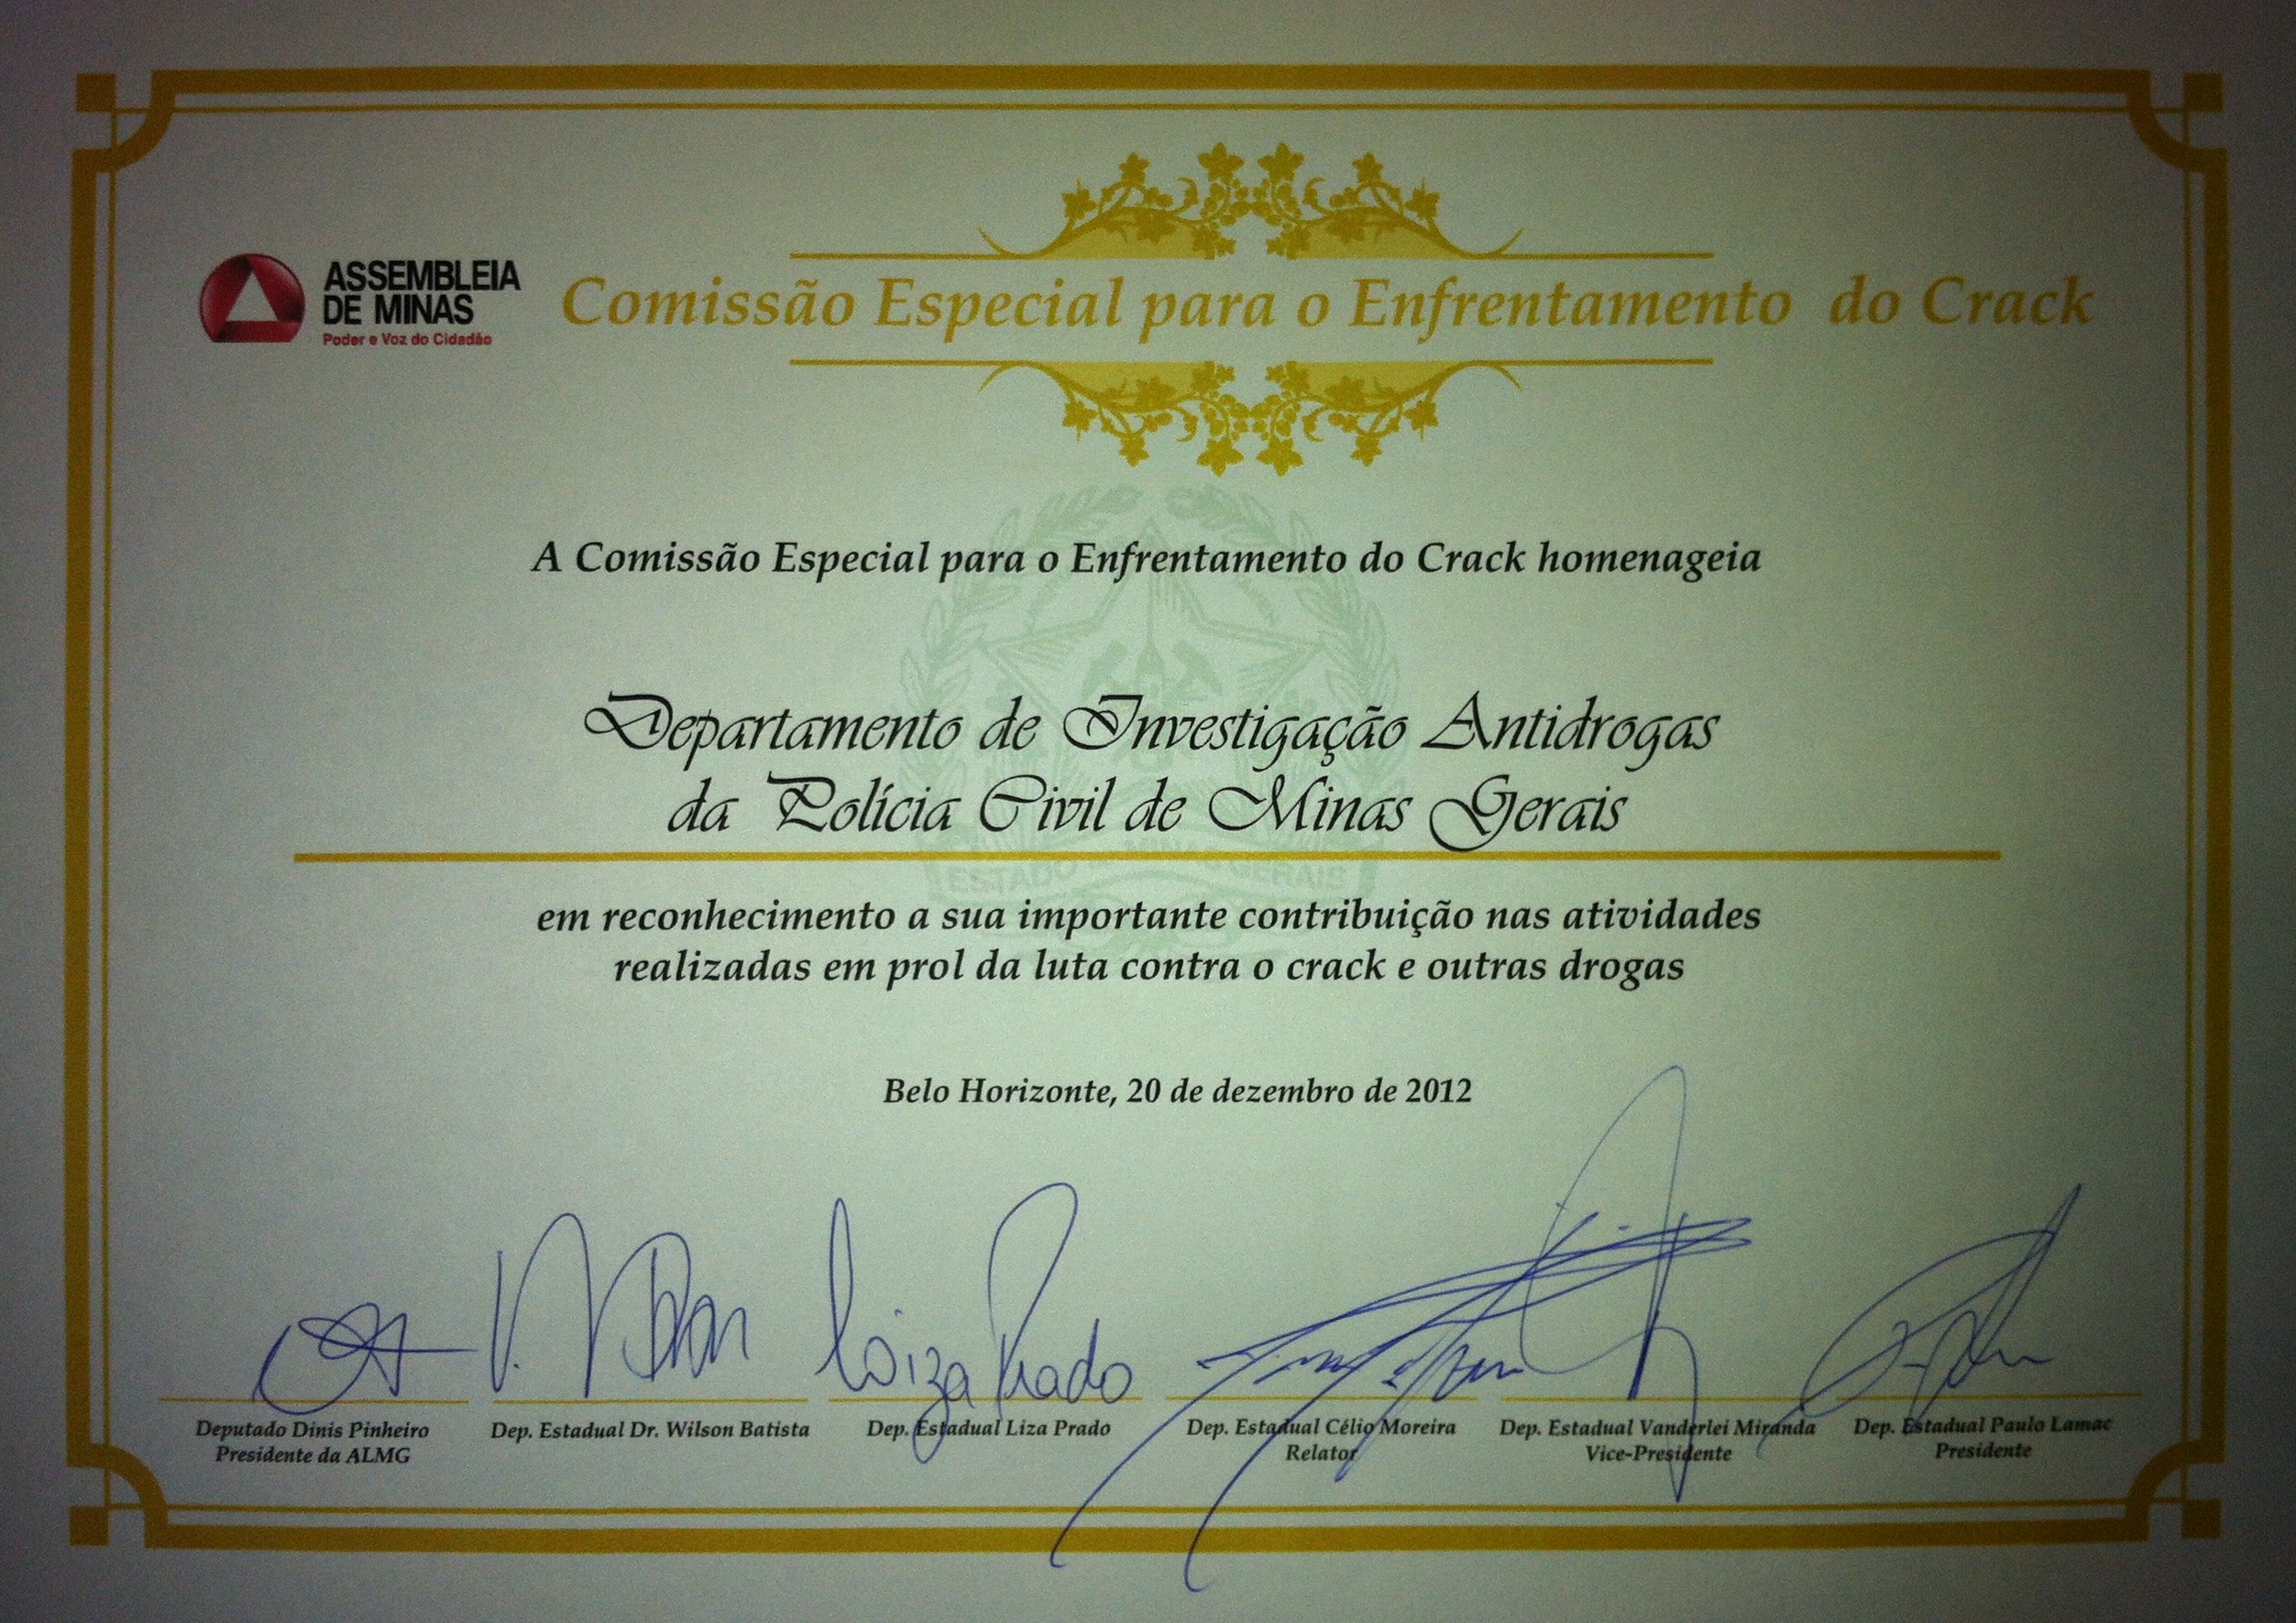 ASSEMBLEIA
DE MINAS
Poder e Voz do Cidadão
Comissão Especial para o Enfrentamento do Crack
A Comissão Especial para o Enfrentamento do Crack homenageia
Departamento de Investigação Antidrogas
da Polícia Civil de Minas Gerais
ESTADO DE MINAS GERAIS
em reconhecimento a sua importante contribuição nas atividades
realizadas em prol da luta contra o crack e outras drogas
Belo Horizonte, 20 de dezembro de 2012
Liza Prado
Deputado Dinis Pinheiro
Presidente da ALMG
Dep. Estadual Dr. Wilson Batista
Dep. Estadual Liza Prado
Dep. Estadual Célio Moreira
Relator
Dep. Estadual Vanderlei Miranda
Vice-Presidente
Dep. Estadual Paulo Lamac
Presidente